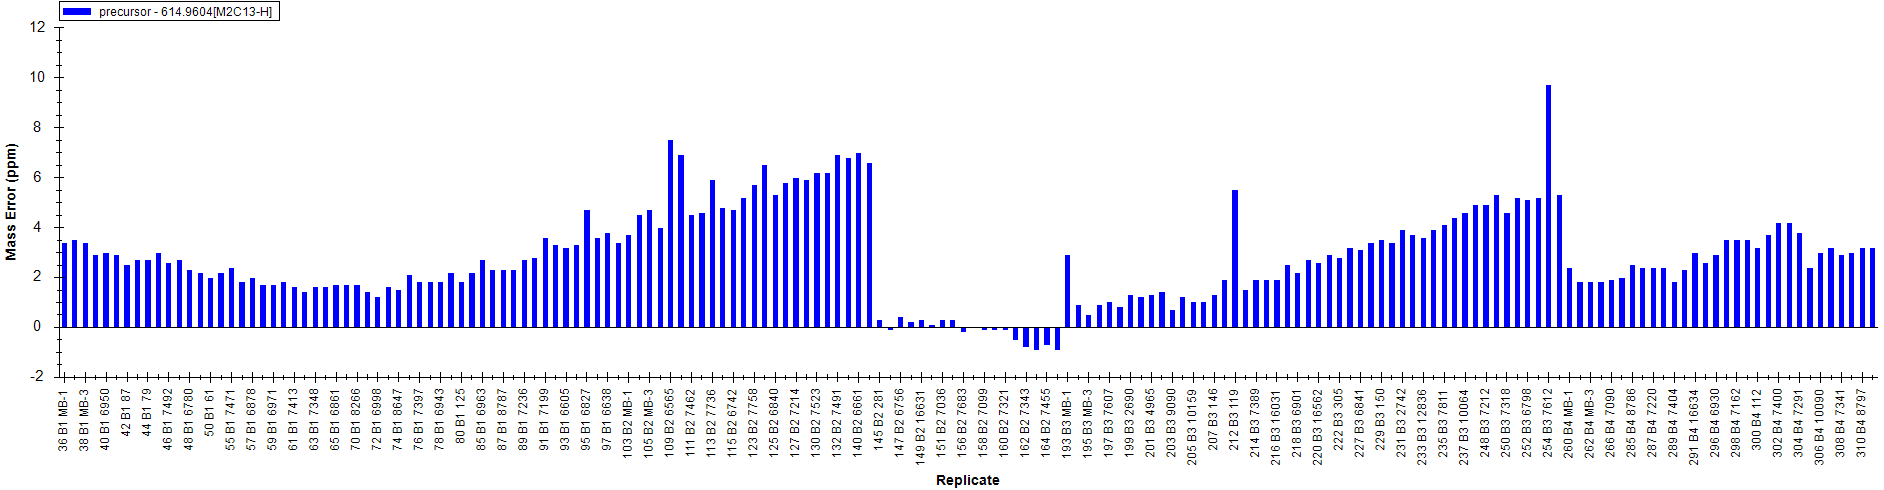 precursor - 614.9604[M2C13-H]
12
10
8
6
4
2
0
-2
Mass Error (ppm)
36 B1 MB-1
38 B1 MB-3
40 B1 6950
42 B1 87
44 B1 79
46 B1 7492
48 B1 6780
50 B1 61
55 B1 7471
57 B1 6878
59 B1 6971
61 B1 7413
63 B1 7348
65 B1 6861
70 B1 8266
72 B1 6998
74 B1 8647
76 B1 7397
78 B1 6943
80 B1 125
85 B1 6963
87 B1 8787
89 B1 7236
91 B1 7199
93 B1 6605
95 B1 6827
97 B1 6638
103 B2 MB-1
105 B2 MB-3
109 B2 6565
111 B2 7462
113 B2 7736
115 B2 6742
123 B2 7758
125 B2 6840
127 B2 7214
130 B2 7523
132 B2 7491
140 B2 6661
145 B2 281
147 B2 6756
149 B2 16631
151 B2 7036
156 B2 7683
158 B2 7099
160 B2 7321
162 B2 7343
164 B2 7455
193 B3 MB-1
195 B3 MB-3
197 B3 7607
199 B3 2690
201 B3 4965
203 B3 9090
205 B3 10159
207 B3 146
212 B3 119
214 B3 7389
216 B3 16031
218 B3 6901
220 B3 16562
222 B3 305
227 B3 6841
229 B3 150
231 B3 2742
233 B3 12836
235 B3 7811
237 B3 10064
248 B3 7212
250 B3 7318
252 B3 6798
254 B3 7612
260 B4 MB-1
262 B4 MB-3
266 B4 7090
285 B4 8786
287 B4 7220
289 B4 7404
291 B4 16634
296 B4 6930
298 B4 7162
300 B4 112
302 B4 7400
304 B4 7291
306 B4 10090
308 B4 7341
310 B4 8797
Replicate